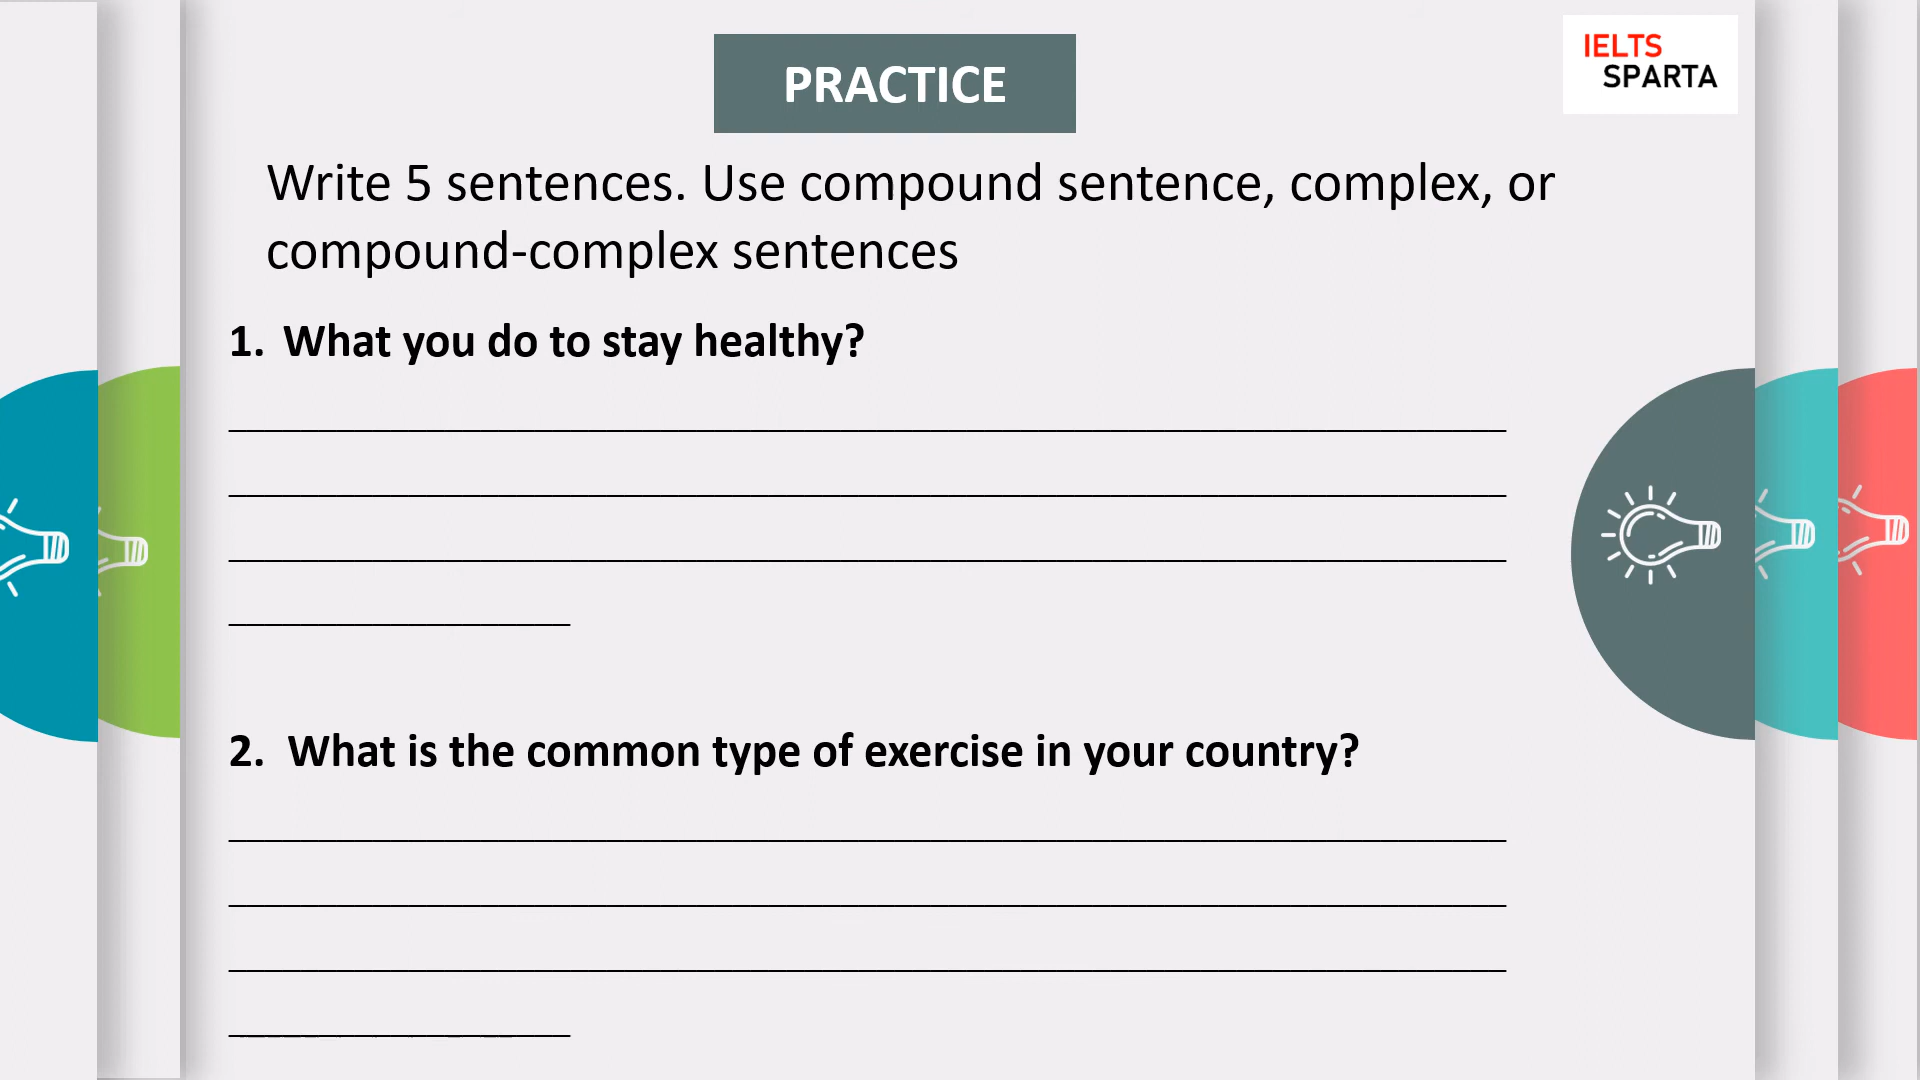 PRACTICE
IELTS
SPARTA
Write 5 sentences. Use compound sentence, complex, or
compound-complex sentences
1. What you do to stay healthy?
2. What is the common type of exercise in your country?